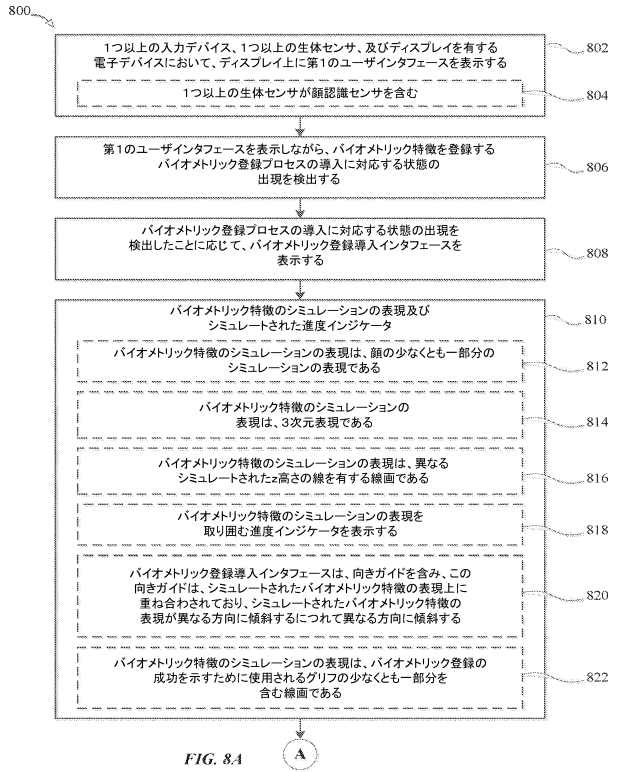 800
1つ以上の入力デバイス、1つ以上の生体センサ、及びディスプレイを有する
電子デバイスにおいて、ディスプレイ上に第1のユーザインタフェースを表示する
802
1つ以上の生体センサが顔認識センサを含む
804
第1のユーザインタフェースを表示しながら、バイオメトリック特徴を登録する
バイオメトリック登録プロセスの導入に対応する状態の
出現を検出する
806
バイオメトリック登録プロセスの導入に対応する状態の出現を
検出したことに応じて、バイオメトリック登録導入インタフェースを
表示する
808
バイオメトリック特徴のシミュレーションの表現及び
シミュレートされた進度インジケータ
810
バイオメトリック特徴のシミュレーションの表現は、顔の少なくとも一部分の
シミュレーションの表現である
812
バイオメトリック特徴のシミュレーションの
表現は、3次元表現である
814
バイオメトリック特徴のシミュレーションの表現は、異なる
シミュレートされたz高さの線を有する線画である
816
バイオメトリック特徴のシミュレーションの表現を
取り囲む進度インジケータを表示する
818
バイオメトリック登録導入インタフェースは、向きガイドを含み、この
向きガイドは、シミュレートされたバイオメトリック特徴の表現上に
重ね合わされており、シミュレートされたバイオメトリック特徴の
表現が異なる方向に傾斜するにつれて異なる方向に傾斜する
820
バイオメトリック特徴のシミュレーションの表現は、バイオメトリック登録の
成功を示すために使用されるグリフの少なくとも一部分を
含む線画である
822
A
FIG. 8A